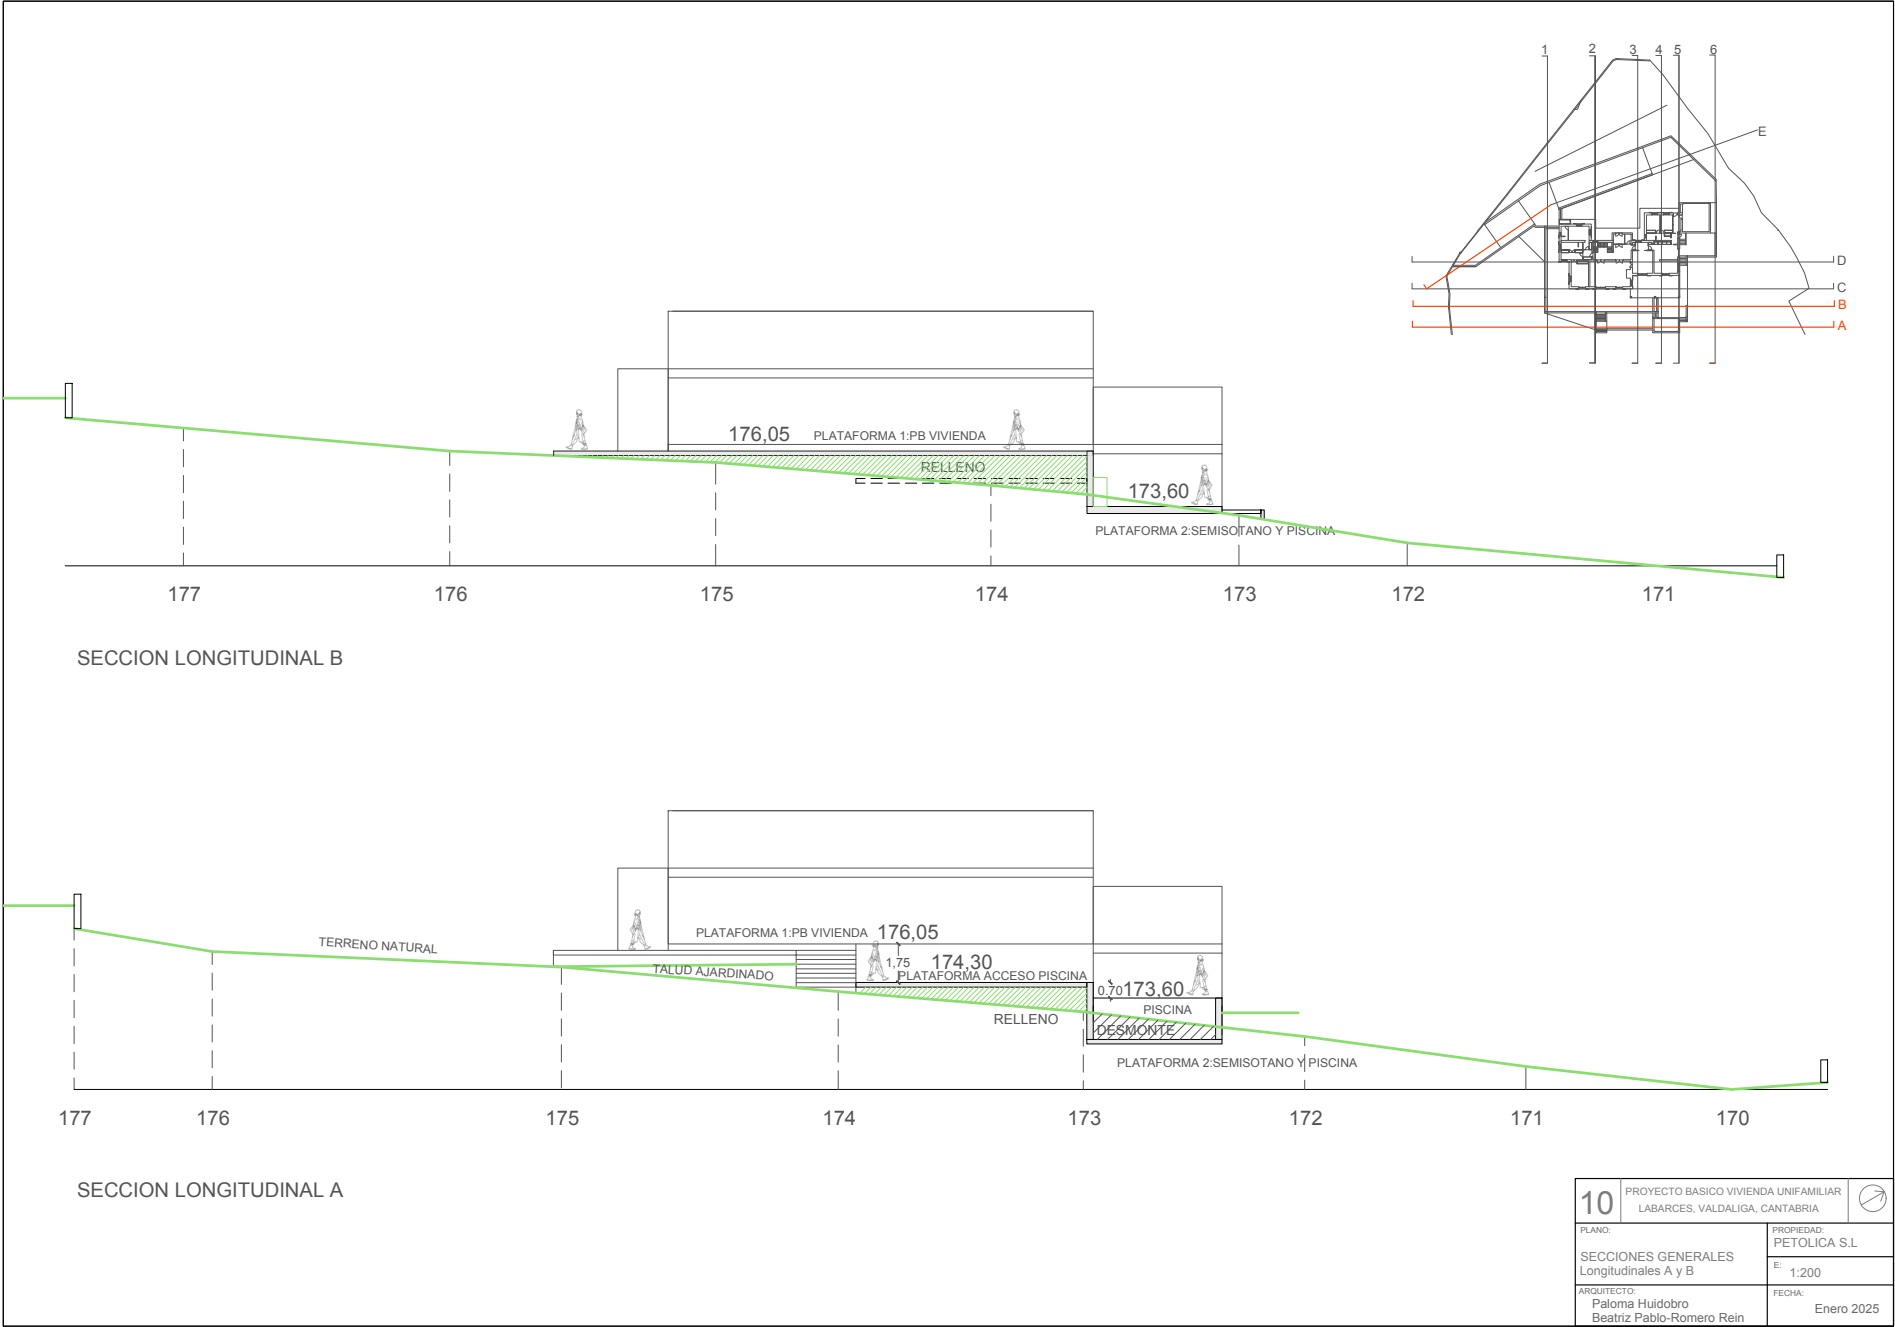 1 2 3 4 5 6
E
D
C
B
A
176,05 PLATAFORMA 1:PB VIVIENDA
RELLENO
173,60
PLATAFORMA 2:SEMISOTANO Y PISCINA
177 176 175 174 173 172 171
SECCION LONGITUDINAL B
PLATAFORMA 1:PB VIVIENDA 176,05
TERRENO NATURAL
1,75 174,30
TALUD AJARDINADO
PLATAFORMA ACCESO PISCINA
0.70 173,60
PISCINA
RELLENO
DESMONTE
PLATAFORMA 2:SEMISOTANO Y PISCINA
177 176 175 174 173 172 171 170
SECCION LONGITUDINAL A
10
PROYECTO BASICO VIVIENDA UNIFAMILIAR
LABARCES, VALDALIGA, CANTABRIA
PLANO:
SECCIONES GENERALES
Longitudinales A y B
PROPIEDAD:
PETOLICA S.L
E: 1:200
ARQUITECTO:
Paloma Huidobro
Beatriz Pablo-Romero Rein
FECHA:
Enero 2025